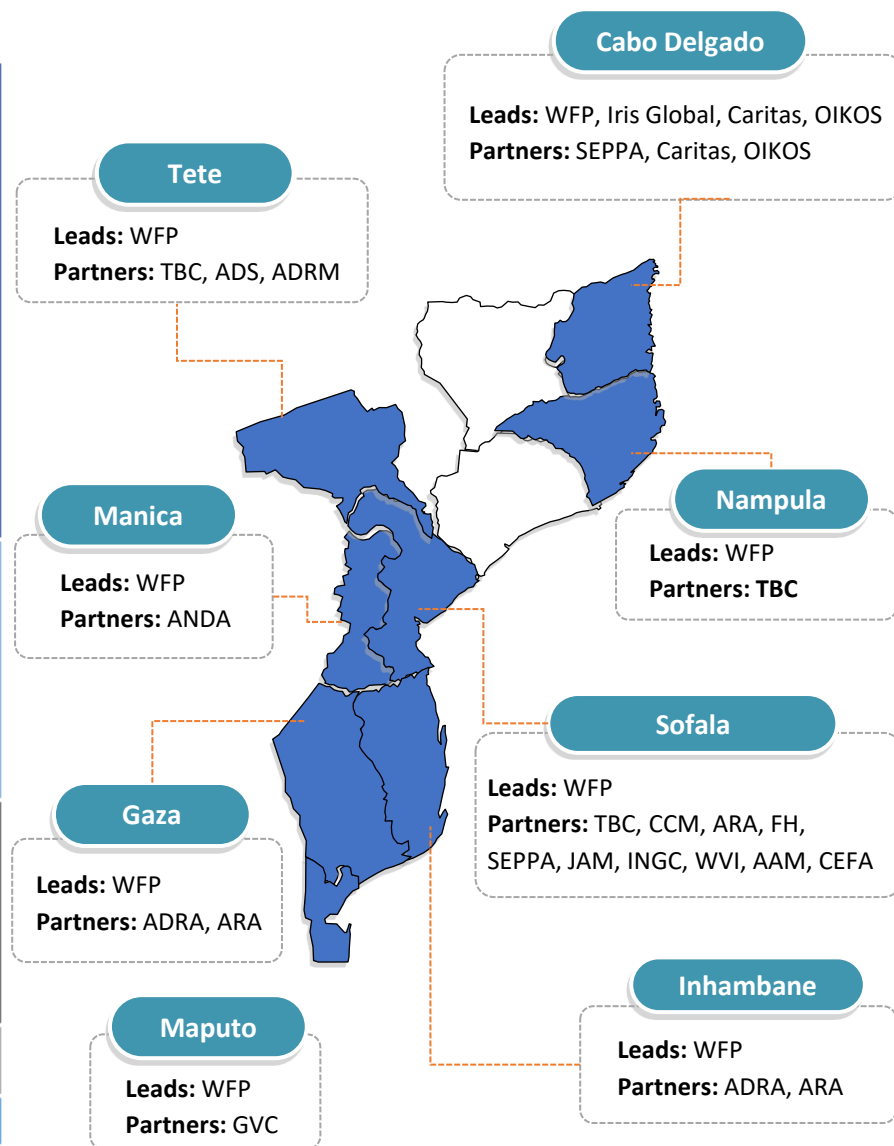 Cabo Delgado
Leads: WFP, Iris Global, Caritas, OIKOS
Partners: SEPPA, Caritas, OIKOS
Tete
Leads: WFP
Partners: TBC, ADS, ADRM
Nampula
Leads: WFP
Partners: TBC
Manica
Leads: WFP
Partners: ANDA
Sofala
Leads: WFP
Partners: TBC, CCM, ARA, FH,
SEPPA, JAM, INGC, WVI, AAM, CEFA
Gaza
Leads: WFP
Partners: ADRA, ARA
Inhambane
Leads: WFP
Partners: ADRA, ARA
Maputo
Leads: WFP
Partners: GVC